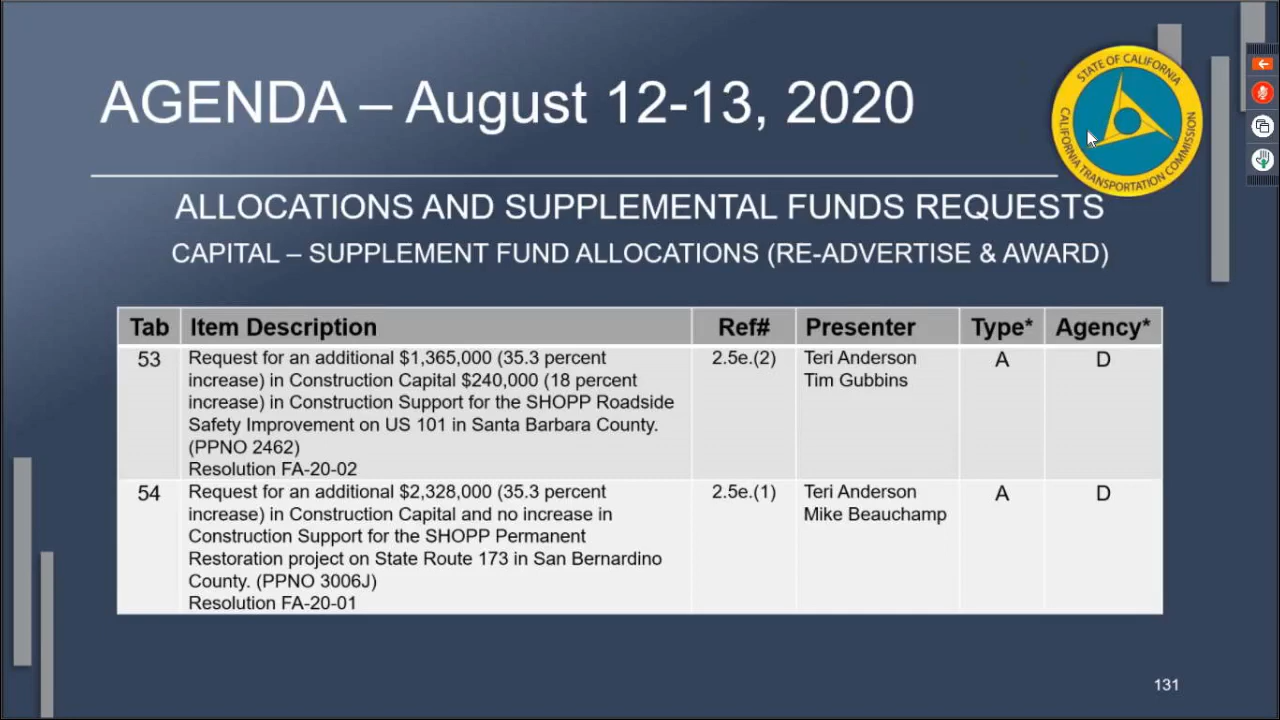 AGENDA – August 12-13, 2020
STATE OF CALIFORNIA
CALIFORNIA TRANSPORTATION COMMISSION
ALLOCATIONS AND SUPPLEMENTAL FUNDS REQUESTS
CAPITAL – SUPPLEMENT FUND ALLOCATIONS (RE-ADVERTISE & AWARD)
Tab Item Description Ref# Presenter Type* Agency*
53 Request for an additional $1,365,000 (35.3 percent 2.5e.(2) Teri Anderson A D
increase) in Construction Capital $240,000 (18 percent Tim Gubbins
increase) in Construction Support for the SHOPP Roadside
Safety Improvement on US 101 in Santa Barbara County.
(PPNO 2462)
Resolution FA-20-02
54 Request for an additional $2,328,000 (35.3 percent 2.5e.(1) Teri Anderson A D
increase) in Construction Capital and no increase in Mike Beauchamp
Construction Support for the SHOPP Permanent
Restoration project on State Route 173 in San Bernardino
County. (PPNO 3006J)
Resolution FA-20-01
131